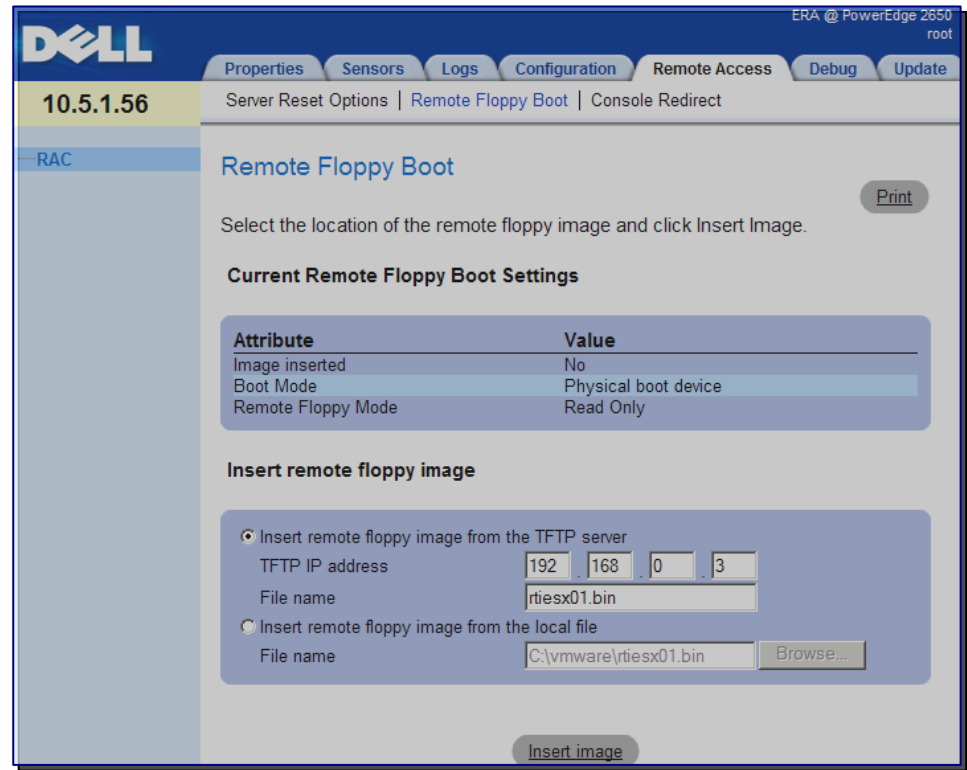 DELL
ERA @ PowerEdge 2650
root
Properties Sensors Logs Configuration Remote Access Debug Update
10.5.1.56
Server Reset Options | Remote Floppy Boot | Console Redirect
RAC
Remote Floppy Boot
Print
Select the location of the remote floppy image and click Insert Image.
Current Remote Floppy Boot Settings
Attribute Value
Image inserted No
Boot Mode Physical boot device
Remote Floppy Mode Read Only
Insert remote floppy image
Insert remote floppy image from the TFTP server
TFTP IP address 192 . 168 . 0 . 3
File name rtiesx01.bin
Insert remote floppy image from the local file
File name C:\vmware\rtiesx01.bin Browse...
Insert image